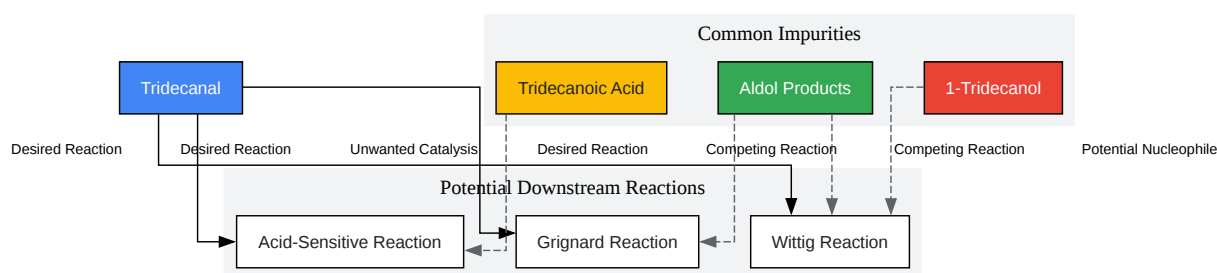 Common Impurities
Tridecanal
Tridecanoic Acid
Aldol Products
1-Tridecanol
Desired Reaction
Desired Reaction
Unwanted Catalysis
Desired Reaction
Competing Reaction
Competing Reaction
Potential Nucleophile
Potential Downstream Reactions
Acid-Sensitive Reaction
Grignard Reaction
Wittig Reaction